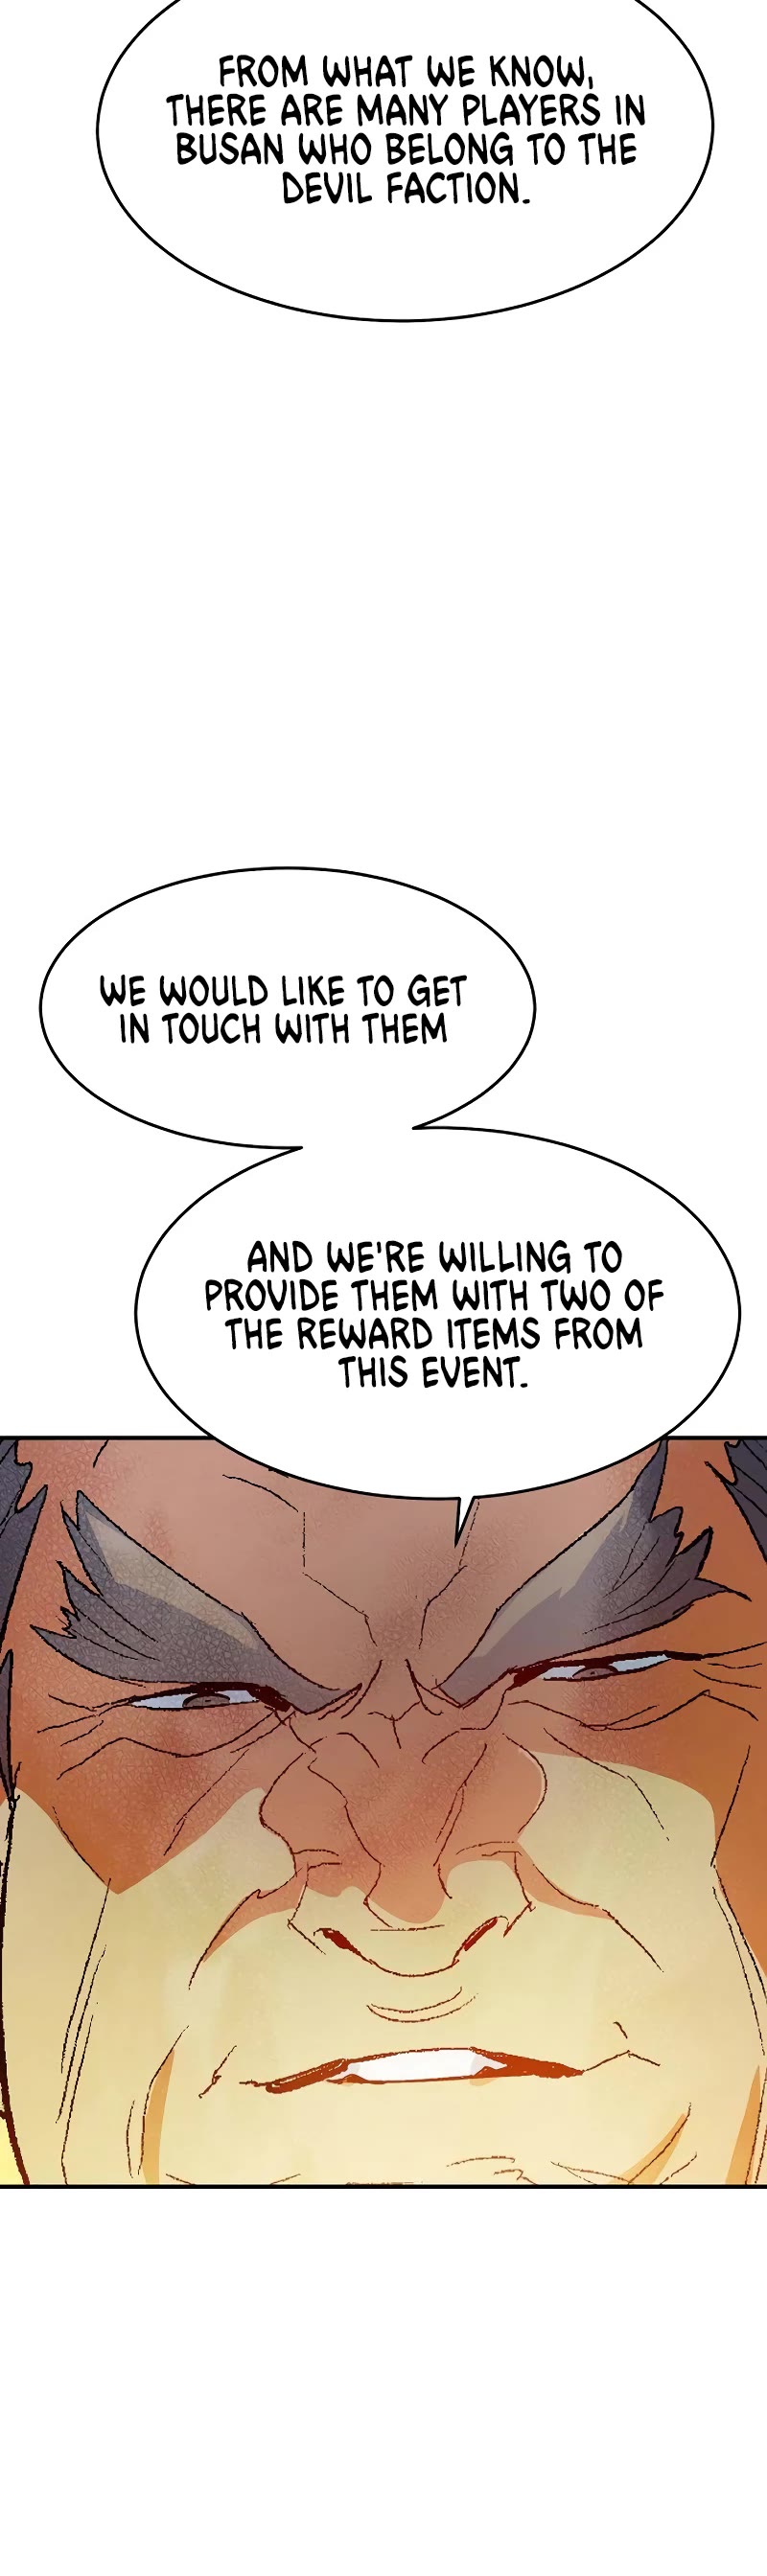 FROM WHAT WE KNOW,
THERE ARE MANY PLAYERS IN
BUSAN WHO BELONG TO THE
DEVIL FACTION.
WE WOULD LIKE TO GET
IN TOUCH WITH THEM
AND WE'RE WILLING TO
PROVIDE THEM WITH TWO OF
THE REWARD ITEMS FROM
THIS EVENT.